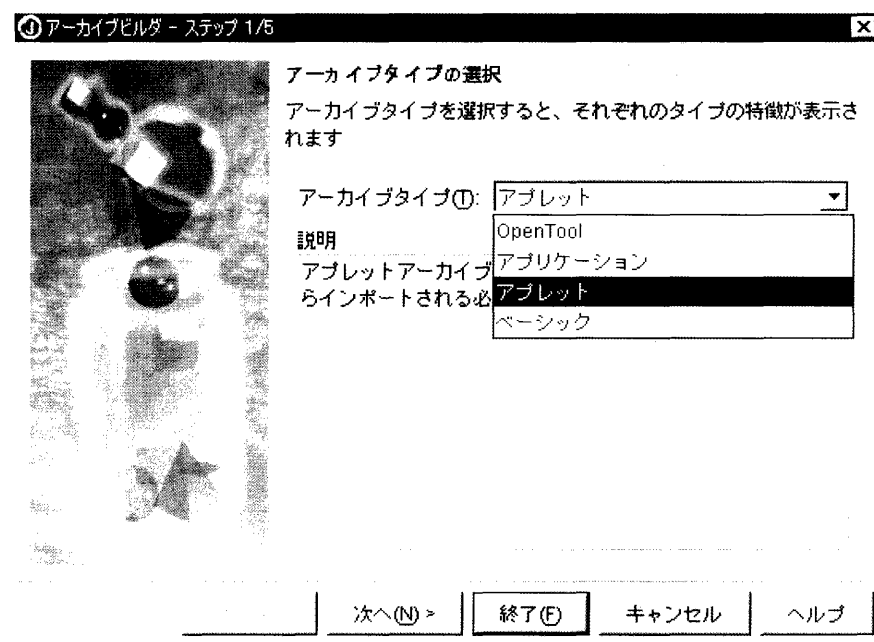 アーカイブビルダ - ステップ 1/5
アーカイブタイプの選択
アーカイブタイプを選択すると、それぞれのタイプの特徴が表示さ
れます
アーカイブタイプ(T): アプレット
OpenTool
アプリケーション
アプレット
ベーシック
説明
アプレットアーカイブ
らインポートされる必
次へ(N) >
終了(F)
キャンセル
ヘルプ